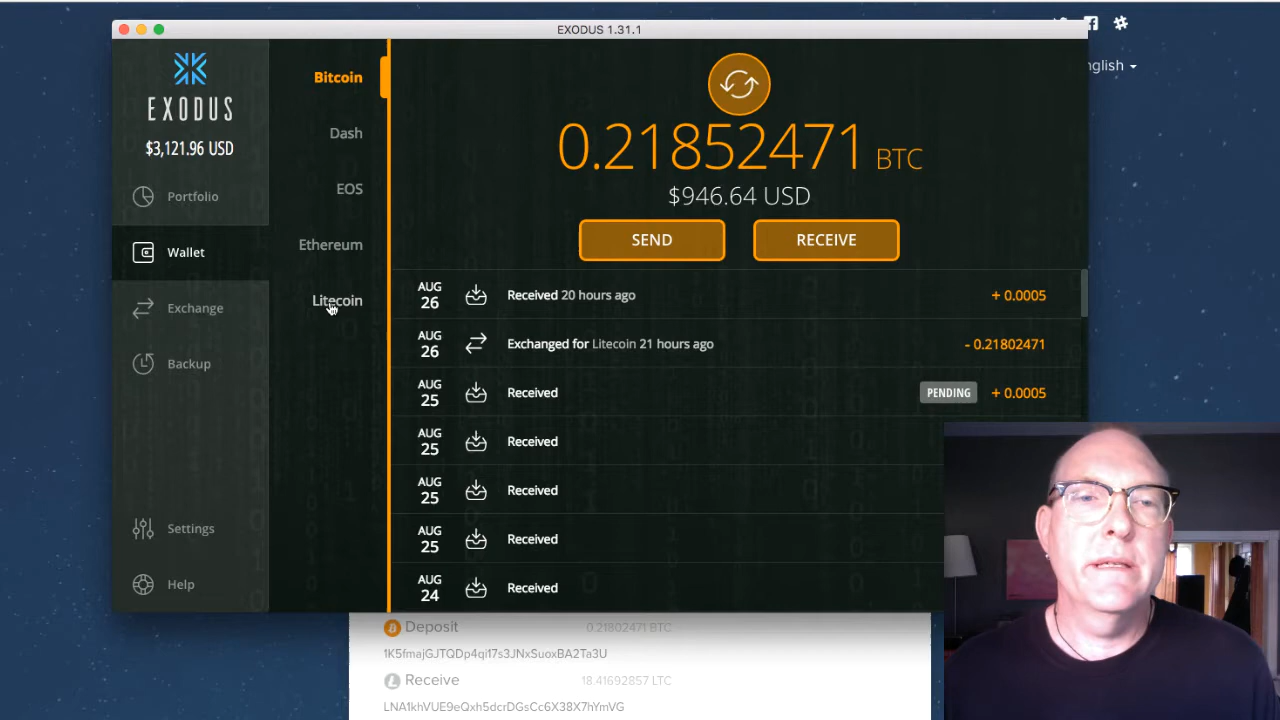 EXODUS 1.31.1
nglish
EXODUS
$3,121.96 USD
Portfolio
Wallet
Exchange
Backup
Settings
Help
Bitcoin
Dash
EOS
Ethereum
Litecoin
0.21852471 BTC
$946.64 USD
SEND
RECEIVE
AUG 26 Received 20 hours ago + 0.0005
AUG 26 Exchanged for Litecoin 21 hours ago - 0.21802471
AUG 25 Received PENDING + 0.0005
AUG 25 Received
AUG 25 Received
AUG 25 Received
AUG 24 Received
Deposit 0.21802471 BTC
1K5fmajGJTQDp4qi17s3JNxSuoxBA2Ta3U
Receive 18.41692857 LTC
LNA1khVUE9eQxh5dcrDGsCc6X38X7hYmVG